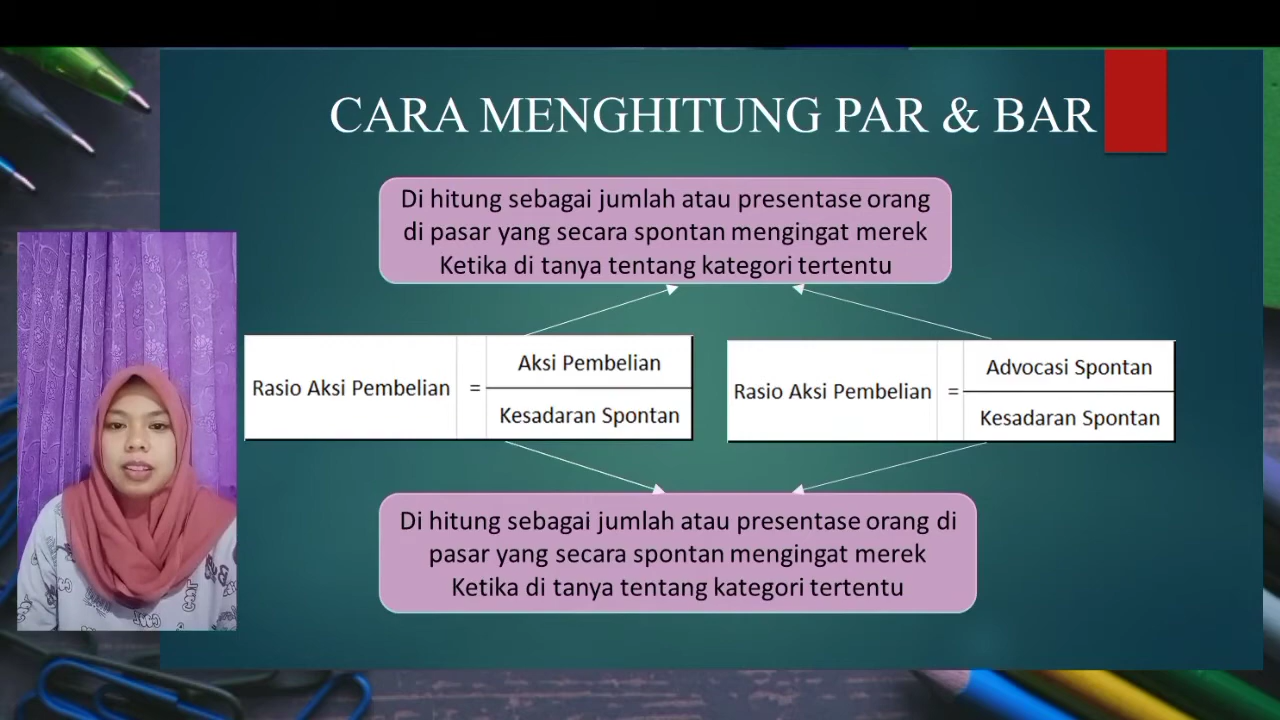 CARA MENGHITUNG PAR & BAR
Di hitung sebagai jumlah atau presentase orang
di pasar yang secara spontan mengingat merek
Ketika di tanya tentang kategori tertentu
Rasio Aksi Pembelian
=
Aksi Pembelian
Kesadaran Spontan
Rasio Aksi Pembelian
=
Advocasi Spontan
Kesadaran Spontan
Di hitung sebagai jumlah atau presentase orang di
pasar yang secara spontan mengingat merek
Ketika di tanya tentang kategori tertentu